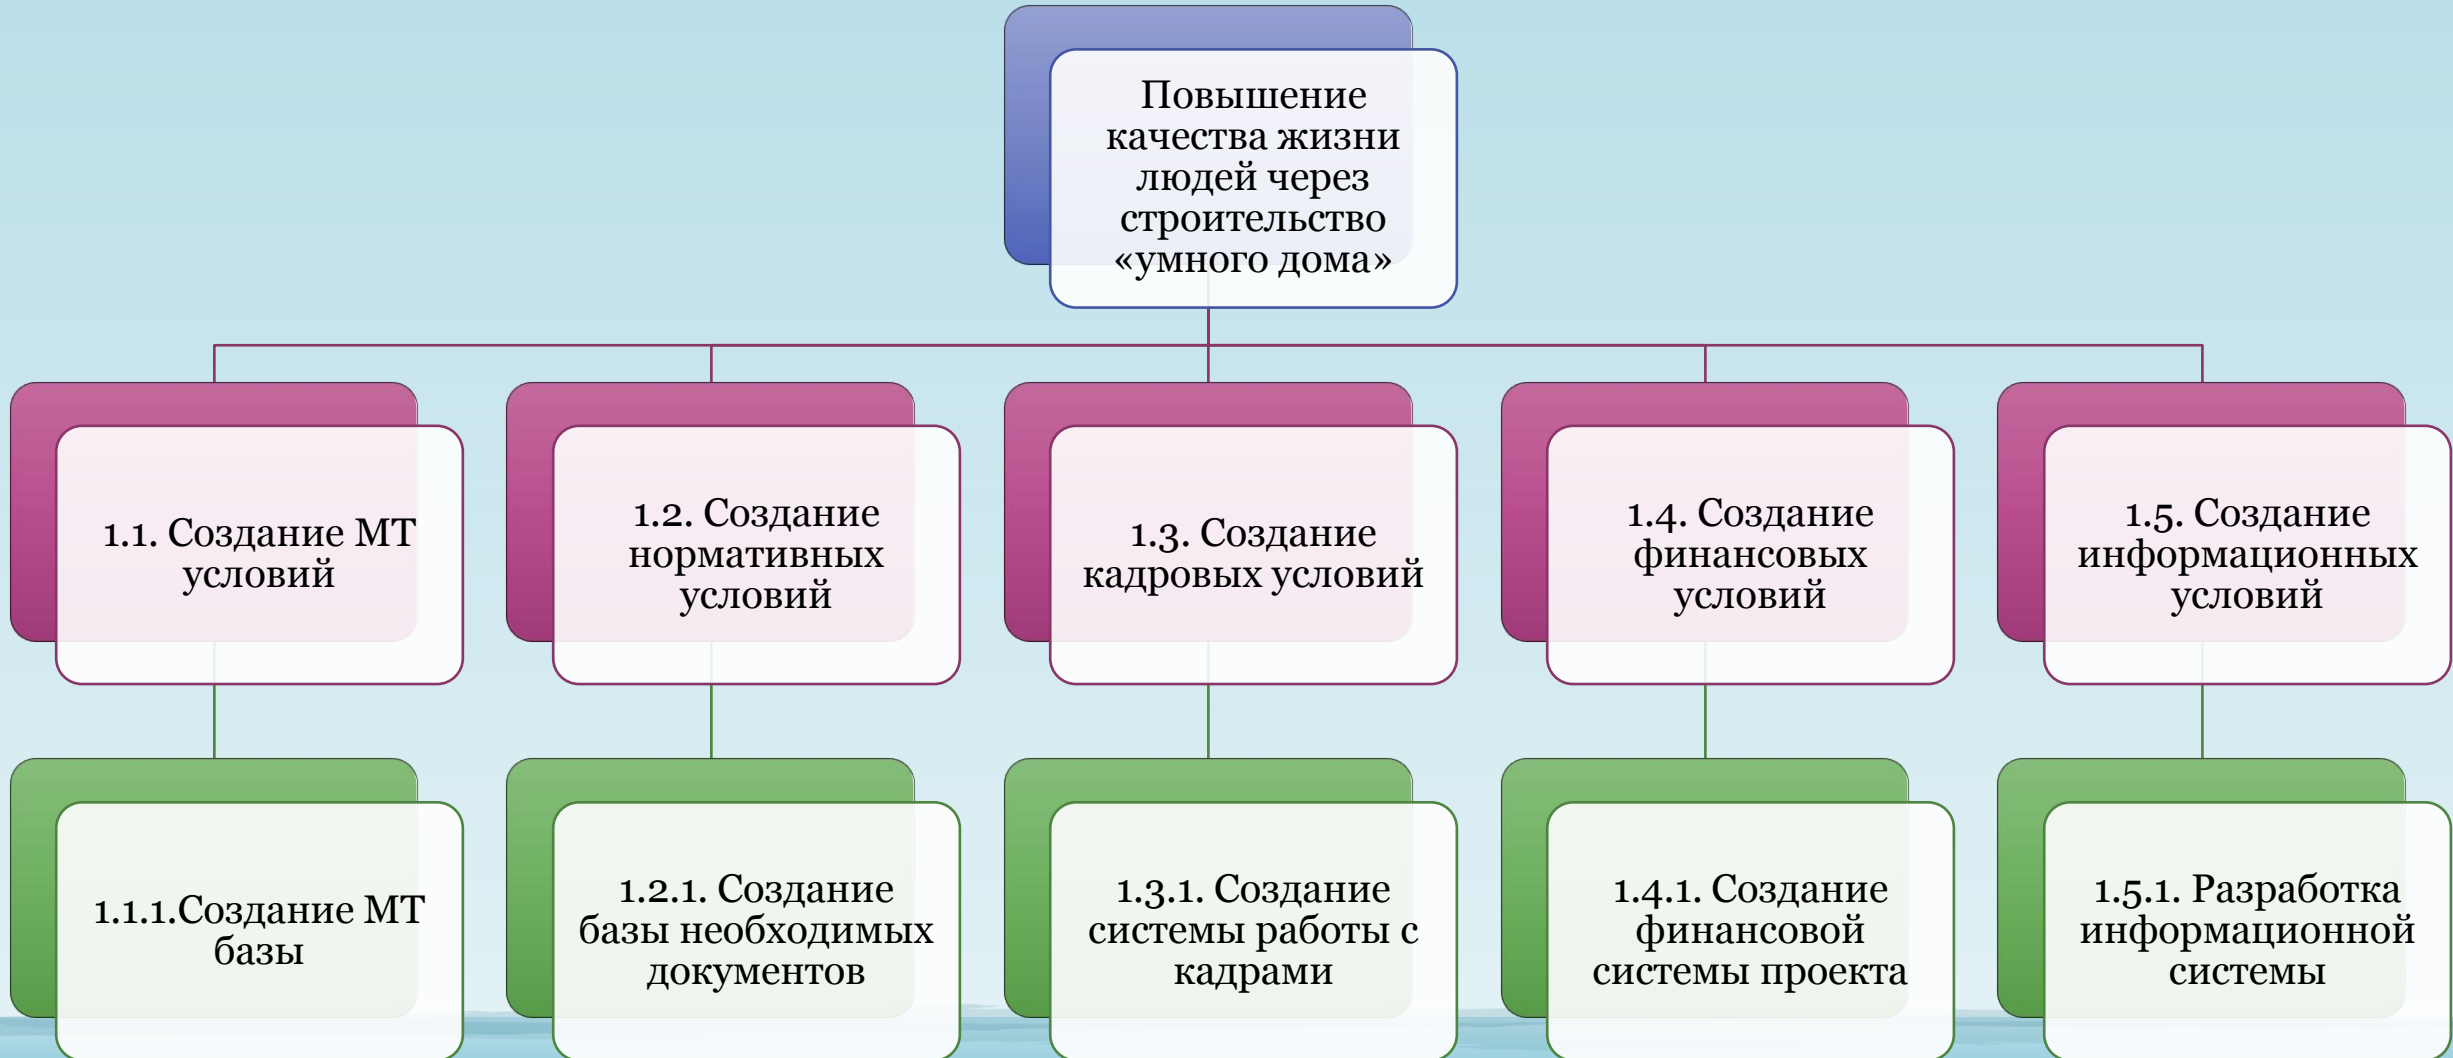 Повышение
качества жизни
людей через
строительство
«умного дома»
1.1. Создание МТ
условий
1.2. Создание
нормативных
условий
1.3. Создание
кадровых условий
1.4. Создание
финансовых
условий
1.5. Создание
информационных
условий
1.1.1.Создание МТ
базы
1.2.1. Создание
базы необходимых
документов
1.3.1. Создание
системы работы с
кадрами
1.4.1. Создание
финансовой
системы проекта
1.5.1. Разработка
информационной
системы